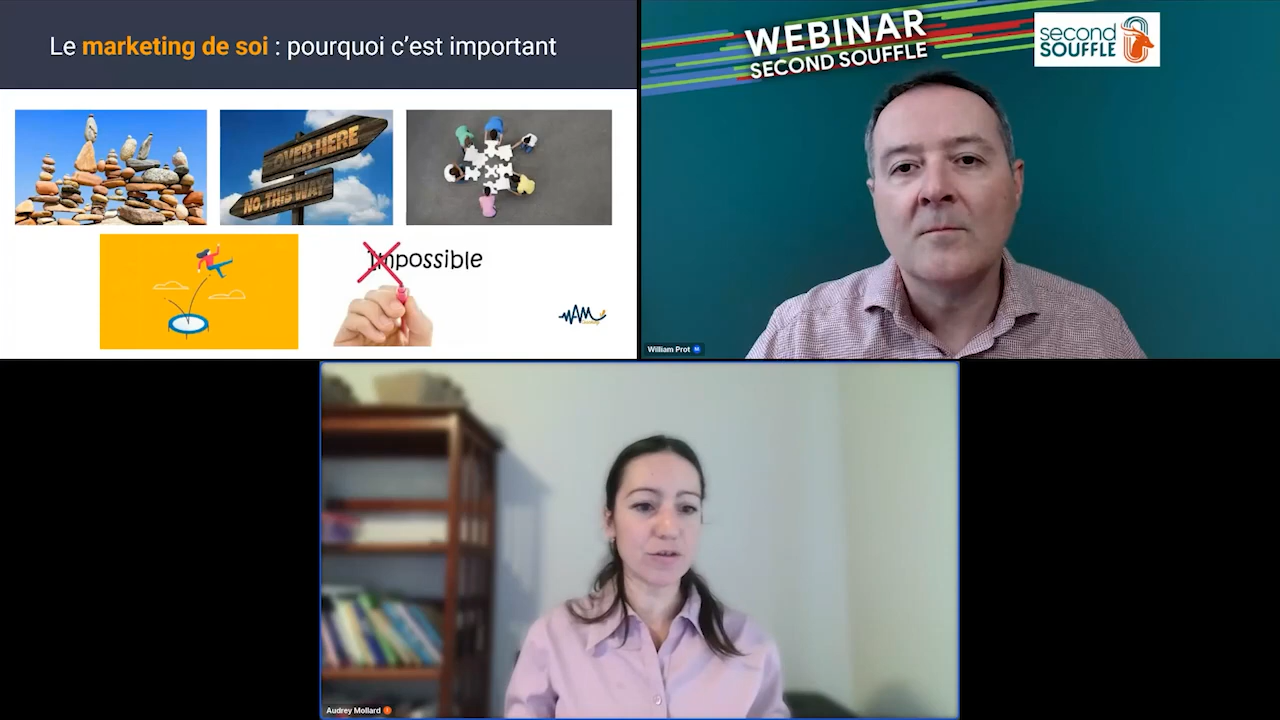 Le marketing de soi : pourquoi c'est important
OVER HERE
NO, THIS WAY
Impossible
WAM
WEBINAR
SECOND SOUFFLE
second
SOUFFLE
William Prot
Audrey Mollard